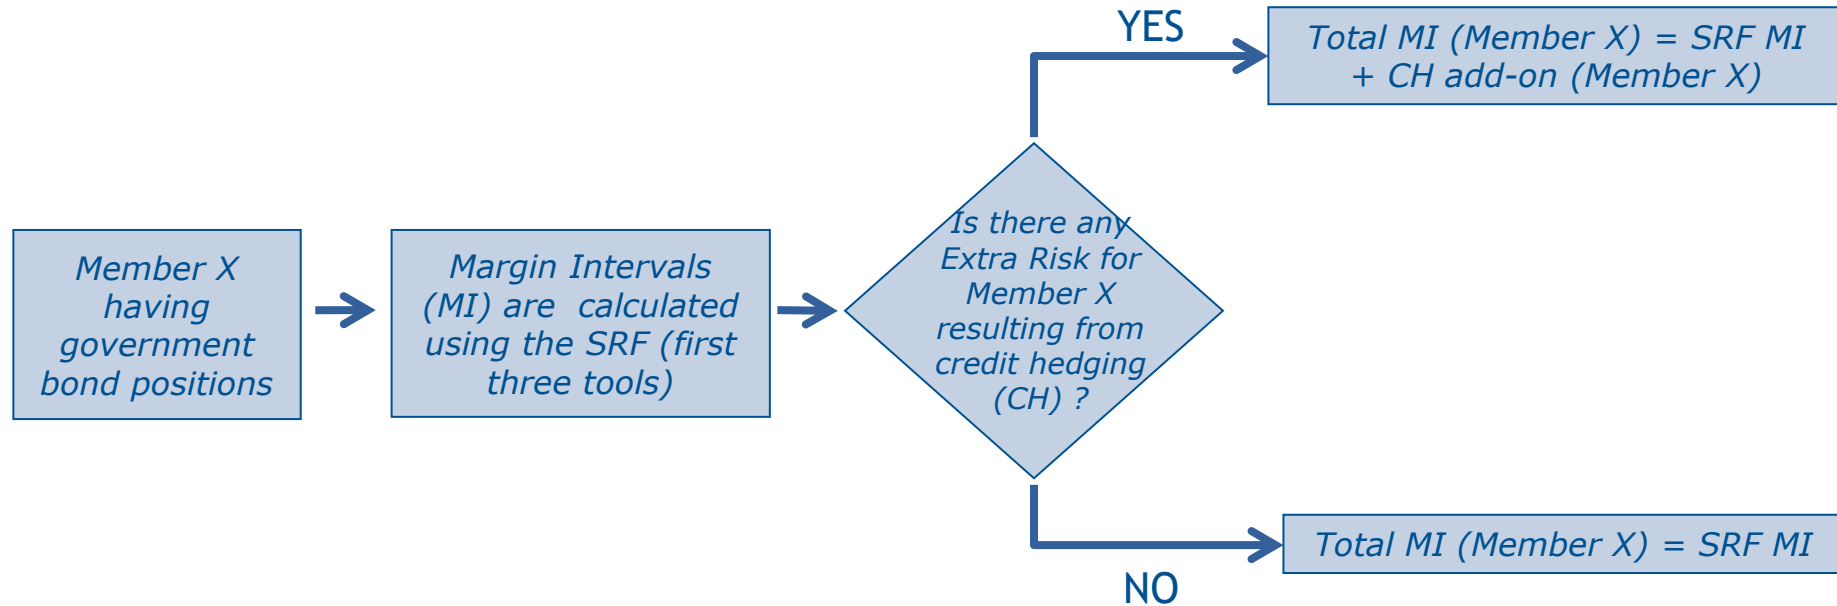 Member X
having
government
bond positions
Margin Intervals
(MI) are  calculated
using the SRF (first
three tools)
Is there any
Extra Risk for
Member X
resulting from
credit hedging
(CH) ?
YES
Total MI (Member X) = SRF MI
+ CH add-on (Member X)
NO
Total MI (Member X) = SRF MI